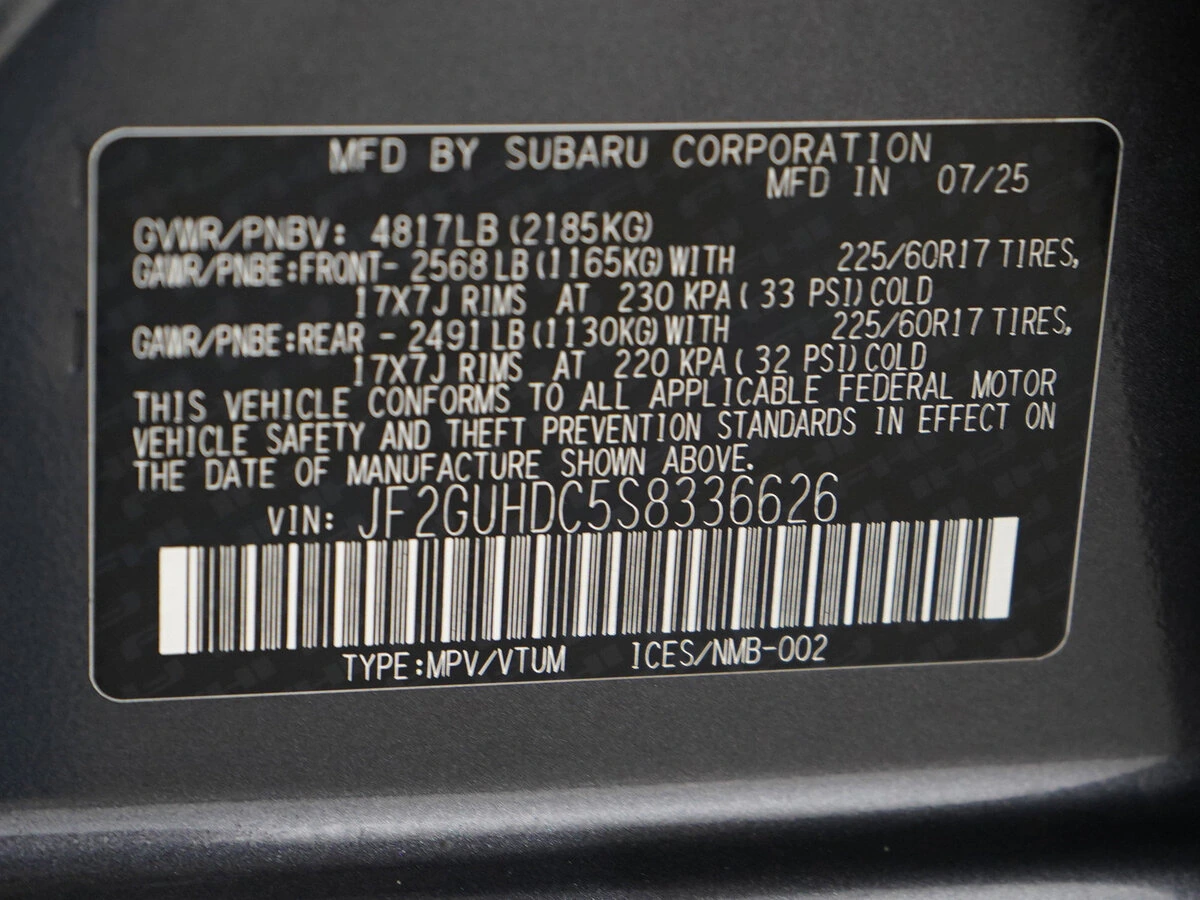 MFD BY SUBARU CORPORATION
MFD IN 07/25
GVWR/PNBV: 4817LB (2185KG)
GAWR/PNBE:FRONT- 2568LB (1165KG) WITH 225/60R17 TIRES,
17X7J RIMS AT 230 KPA ( 33 PSI) COLD
GAWR/PNBE:REAR - 2491LB (1130KG) WITH 225/60R17 TIRES,
17X7J RIMS AT 220 KPA ( 32 PSI) COLD
THIS VEHICLE CONFORMS TO ALL APPLICABLE FEDERAL MOTOR
VEHICLE SAFETY AND THEFT PREVENTION STANDARDS IN EFFECT ON
THE DATE OF MANUFACTURE SHOWN ABOVE.
VIN: JF2GUHDC5S8336626
TYPE:MPV/VTUM ICES/NMB-002